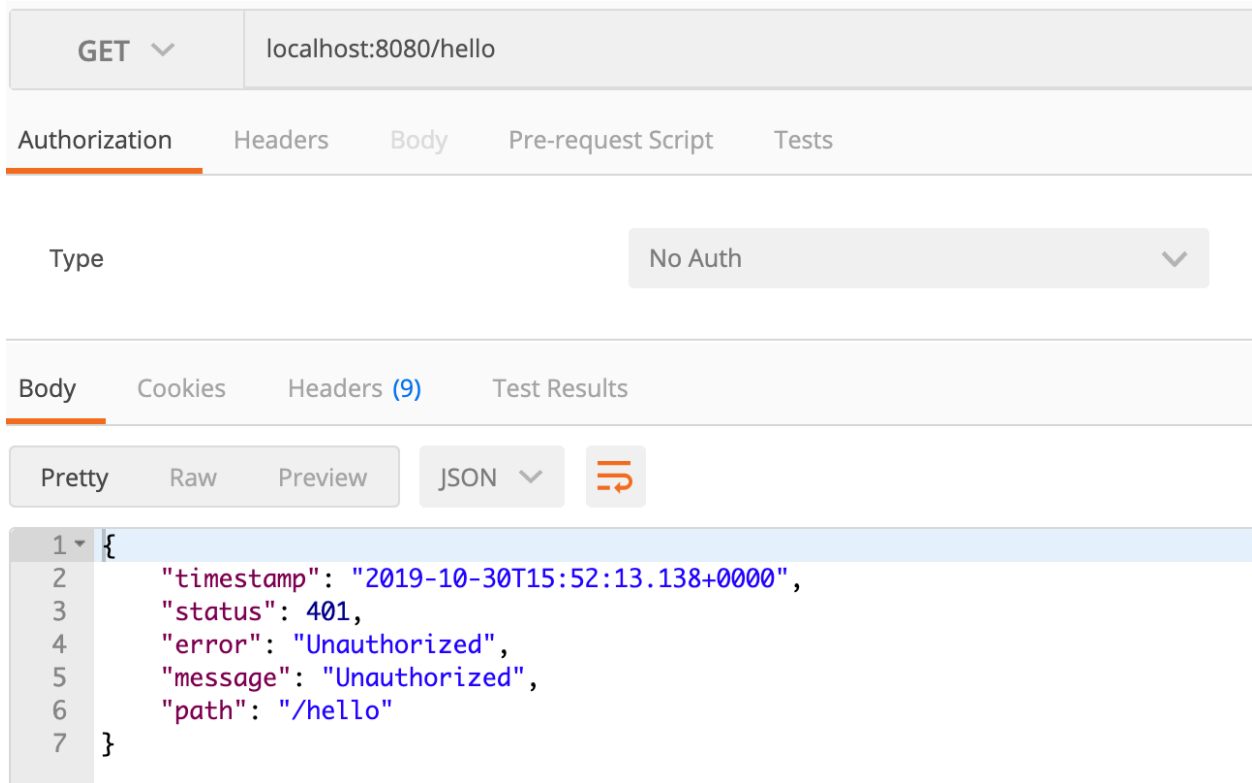 GET localhost:8080/hello
Authorization Headers Body Pre-request Script Tests
Type No Auth
Body Cookies Headers (9) Test Results
Pretty Raw Preview JSON
1 {
2 "timestamp": "2019-10-30T15:52:13.138+0000",
3 "status": 401,
4 "error": "Unauthorized",
5 "message": "Unauthorized",
6 "path": "/hello"
7 }